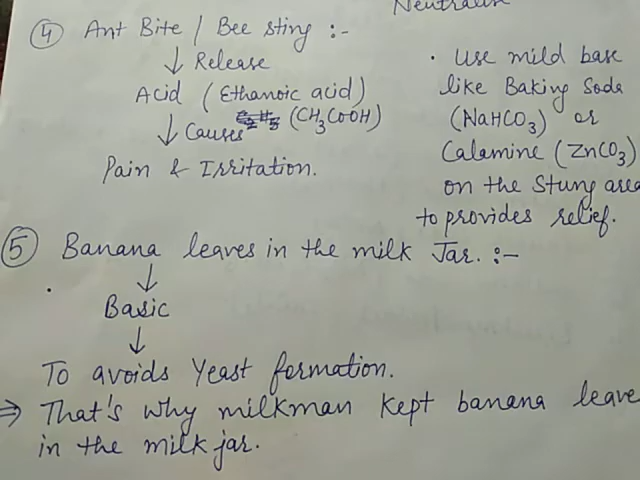 Neutralis
④ Ant Bite / Bee sting :-
↓ Release
Acid (Ethanoic acid)
(CH₃COOH)
↓ Causes
Pain & Irritation.
· Use mild base
like Baking Soda
(NaHCO₃) or
Calamine (ZnCO₃)
on the Stung area
to provides relief.
⑤ Banana leaves in the milk Jar. :-
↓
Basic
↓
To avoids Yeast formation.
⇒ That's why milkman kept banana leave
in the milk jar.